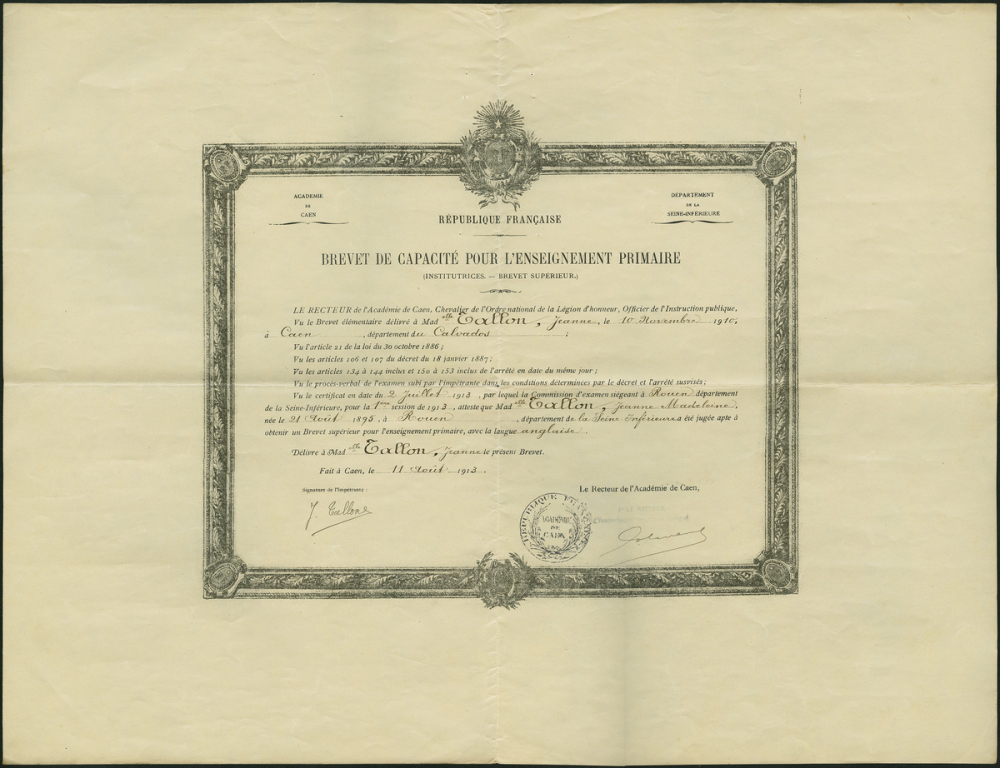 ACADEMIE
DE
CAEN
DÉPARTEMENT
DE LA
SEINE-INFÉRIEURE
RÉPUBLIQUE FRANÇAISE
BREVET DE CAPACITÉ POUR L'ENSEIGNEMENT PRIMAIRE
(INSTITUTRICES. — BREVET SUPÉRIEUR.)
LE RECTEUR de l'Académie de Caen, Chevalier de l'Ordre national de la Légion d'honneur, Officier de l'Instruction publique,
Vu le Brevet élémentaire délivré à Mad elle Tallon, Jeanne, le 10 Novembre 1910,
à Caen, département du Calvados ;
Vu l'article 21 de la loi du 30 octobre 1886 ;
Vu les articles 106 et 107 du décret du 18 janvier 1887 ;
Vu les articles 134 à 144 inclus et 150 à 153 inclus de l'arrêté en date du même jour ;
Vu le procès-verbal de l'examen subi par l'impétrante dans les conditions déterminées par le décret et l'arrêté susvisés ;
Vu le certificat en date du 2 Juillet 1913, par lequel la Commission d'examen siégeant à Rouen département
de la Seine-Inférieure, pour la 1ère session de 1913, atteste que Mad elle Tallon, Jeanne Madeleine,
née le 21 Août 1895, à Rouen, département de la Seine Inférieure a été jugée apte à
obtenir un Brevet supérieur pour l'enseignement primaire, avec la langue anglaise.
Délivre à Mad elle Tallon, Jeanne le présent Brevet.
Fait à Caen, le 11 Août 1913.
Signature de l'Impétrante :
Le Recteur de l'Académie de Caen,
J. Tallone
RÉPUBLIQUE FRANÇAISE
ACADÉMIE
DE
CAEN